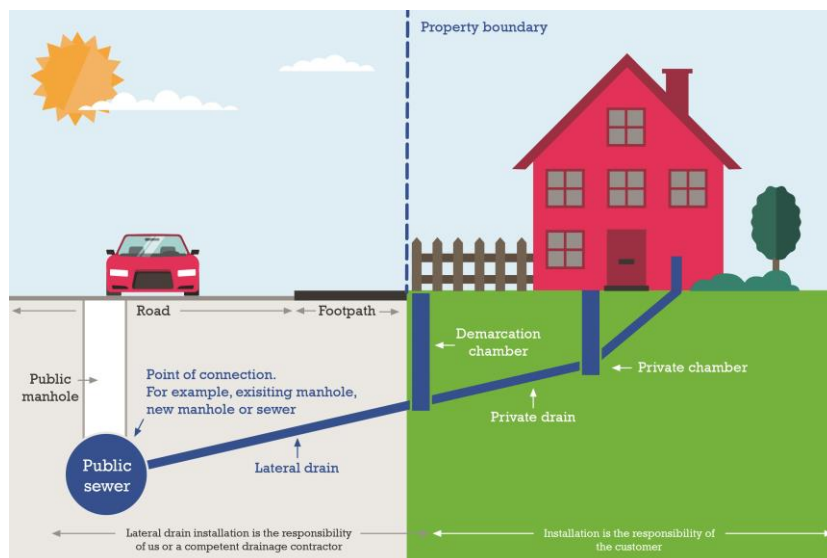 Property boundary
Road
Footpath
Public
manhole
Point of connection.
For example, exisiting manhole,
new manhole or sewer
Demarcation
chamber
Private chamber
Private drain
Lateral drain
Public
sewer
Lateral drain installation is the responsibility
of us or a competent drainage contractor
Installation is the responsibility of
the customer